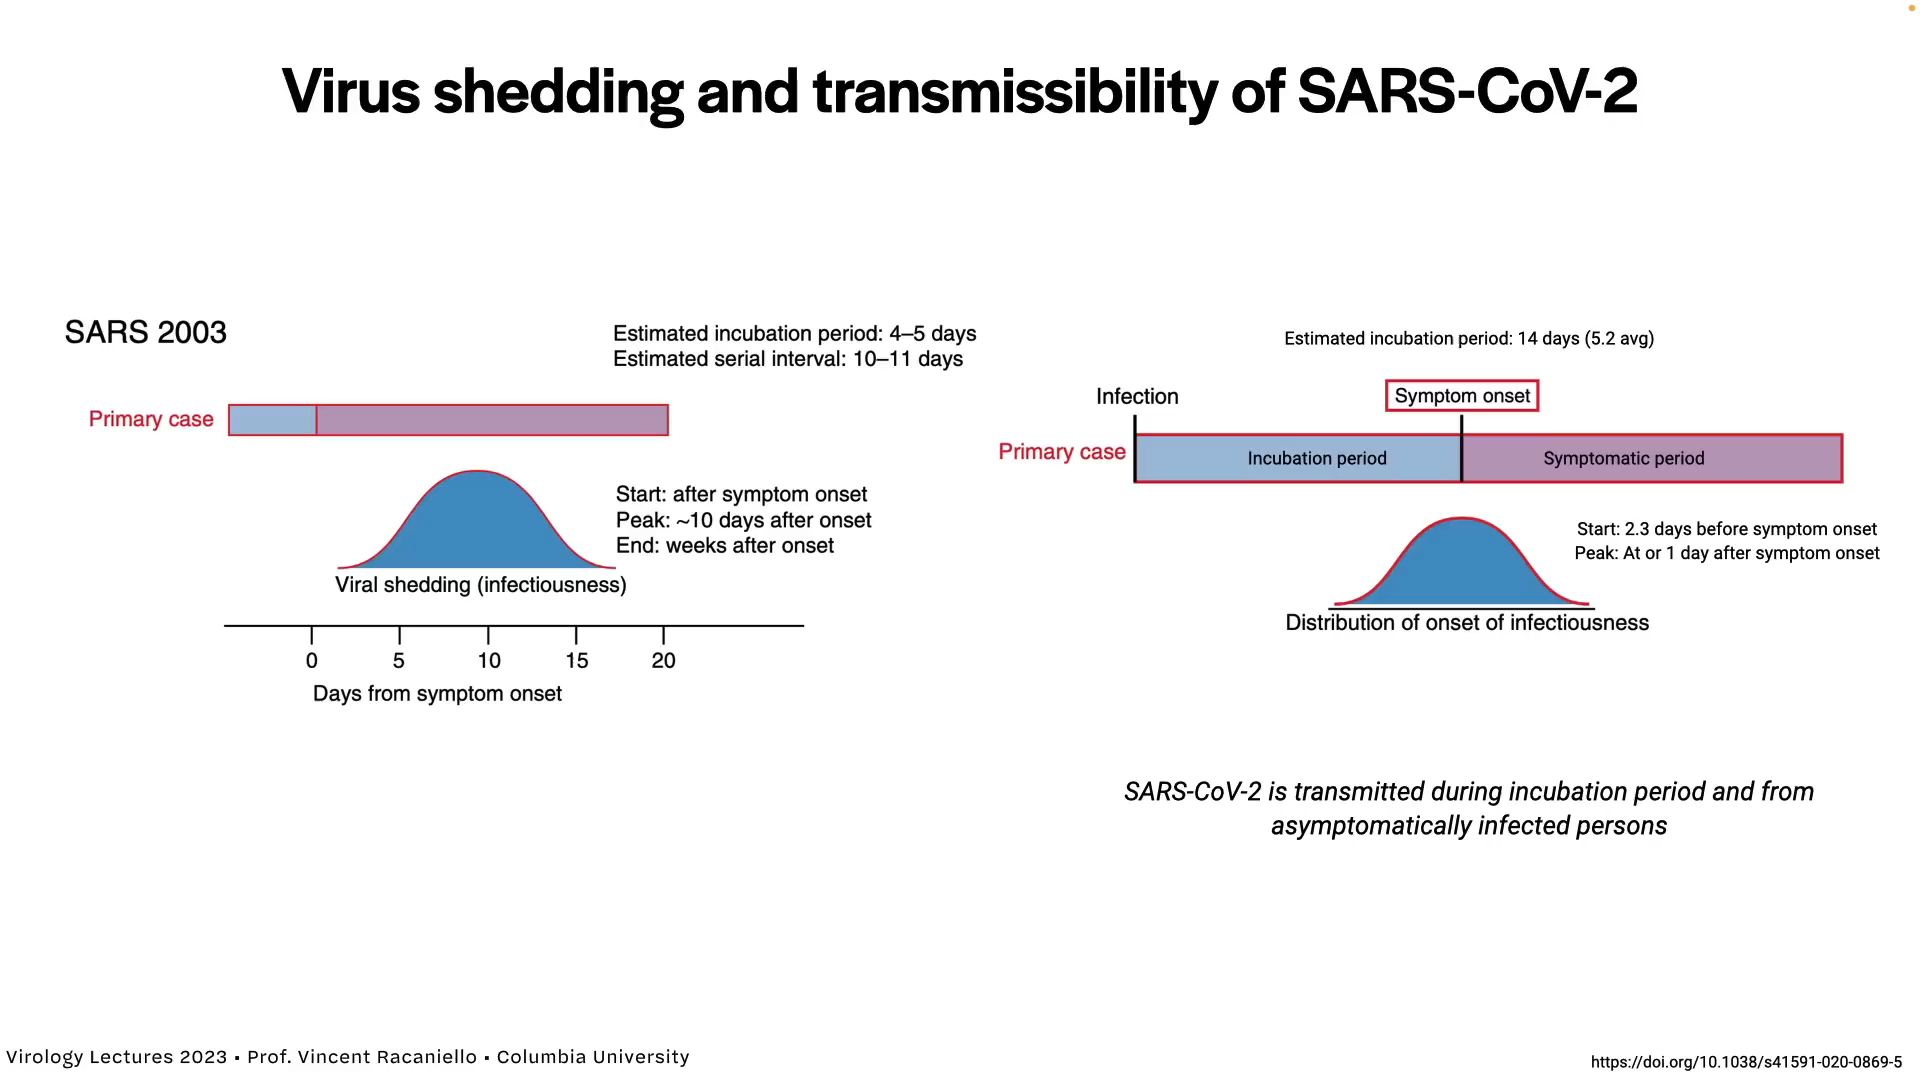 Virus shedding and transmissibility of SARS-CoV-2
SARS 2003
Estimated incubation period: 4–5 days
Estimated serial interval: 10–11 days
Primary case
Start: after symptom onset
Peak: ~10 days after onset
End: weeks after onset
Viral shedding (infectiousness)
0 5 10 15 20
Days from symptom onset
Estimated incubation period: 14 days (5.2 avg)
Infection
Symptom onset
Primary case
Incubation period
Symptomatic period
Start: 2.3 days before symptom onset
Peak: At or 1 day after symptom onset
Distribution of onset of infectiousness
SARS-CoV-2 is transmitted during incubation period and from
asymptomatically infected persons
Virology Lectures 2023 • Prof. Vincent Racaniello • Columbia University
https://doi.org/10.1038/s41591-020-0869-5